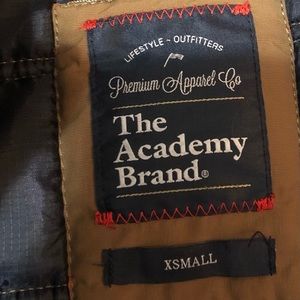 LIFESTYLE ~ OUTFITTERS
Premium Apparel Co
The
Academy
Brand®
XSMALL